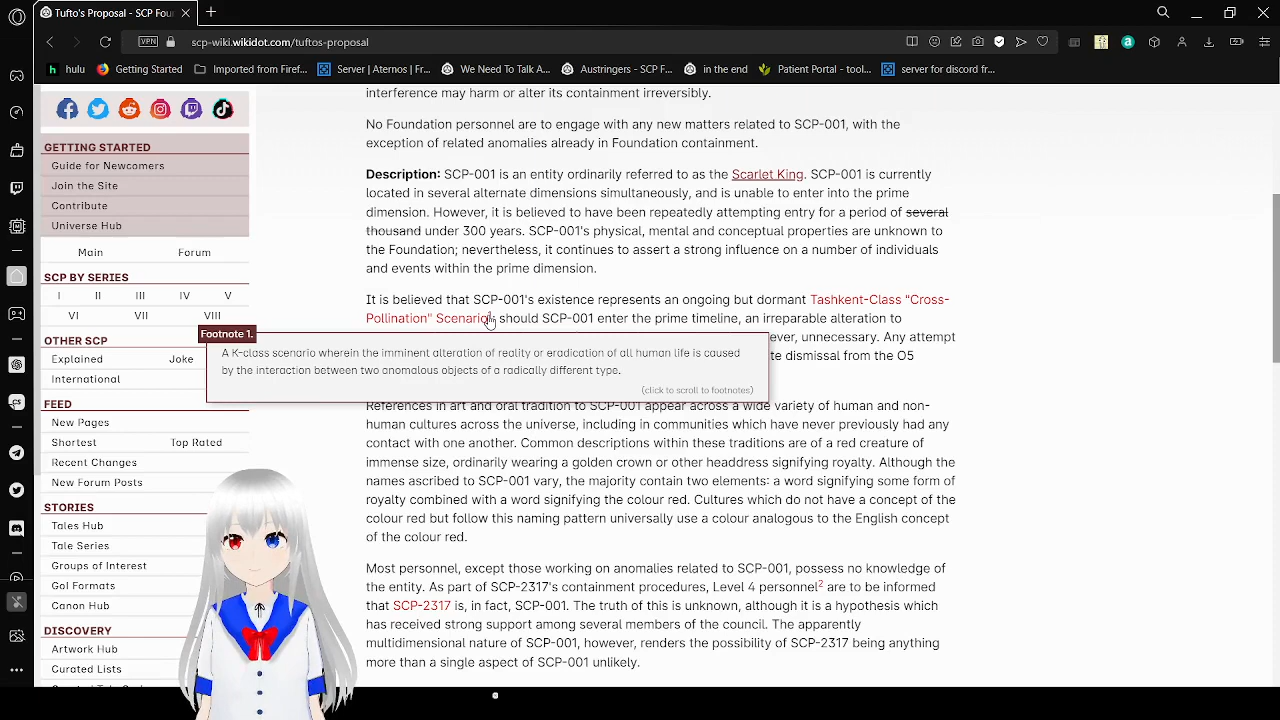 Tufto's Proposal - SCP Fou
VPN
scp-wiki.wikidot.com/tuftos-proposal
hulu
Getting Started
Imported from Firef...
Server | Aternos | Fr...
We Need To Talk A...
Austringers - SCP F...
in the end
Patient Portal - tool...
server for discord fr...
GETTING STARTED
Guide for Newcomers
Join the Site
Contribute
Universe Hub
Main Forum
SCP BY SERIES
I II III IV V
VI VII VIII
OTHER SCP
Explained Joke
International
FEED
New Pages
Shortest Top Rated
Recent Changes
New Forum Posts
STORIES
Tales Hub
Tale Series
Groups of Interest
GoI Formats
Canon Hub
DISCOVERY
Artwork Hub
Curated Lists
interference may harm or alter its containment irreversibly.
No Foundation personnel are to engage with any new matters related to SCP-001, with the
exception of related anomalies already in Foundation containment.
Description: SCP-001 is an entity ordinarily referred to as the Scarlet King. SCP-001 is currently
located in several alternate dimensions simultaneously, and is unable to enter into the prime
dimension. However, it is believed to have been repeatedly attempting entry for a period of several
thousand under 300 years. SCP-001's physical, mental and conceptual properties are unknown to
the Foundation; nevertheless, it continues to assert a strong influence on a number of individuals
and events within the prime dimension.
It is believed that SCP-001's existence represents an ongoing but dormant Tashkent-Class "Cross-
Pollination" Scenario should SCP-001 enter the prime timeline, an irreparable alteration to
ever, unnecessary. Any attempt
te dismissal from the O5
Footnote 1.
A K-class scenario wherein the imminent alteration of reality or eradication of all human life is caused
by the interaction between two anomalous objects of a radically different type.
(click to scroll to footnotes)
References in art and oral tradition to SCP-001 appear across a wide variety of human and non-
human cultures across the universe, including in communities which have never previously had any
contact with one another. Common descriptions within these traditions are of a red creature of
immense size, ordinarily wearing a golden crown or other headdress signifying royalty. Although the
names ascribed to SCP-001 vary, the majority contain two elements: a word signifying some form of
royalty combined with a word signifying the colour red. Cultures which do not have a concept of the
colour red but follow this naming pattern universally use a colour analogous to the English concept
of the colour red.
Most personnel, except those working on anomalies related to SCP-001, possess no knowledge of
the entity. As part of SCP-2317's containment procedures, Level 4 personnel2 are to be informed
that SCP-2317 is, in fact, SCP-001. The truth of this is unknown, although it is a hypothesis which
has received strong support among several members of the council. The apparently
multidimensional nature of SCP-001, however, renders the possibility of SCP-2317 being anything
more than a single aspect of SCP-001 unlikely.